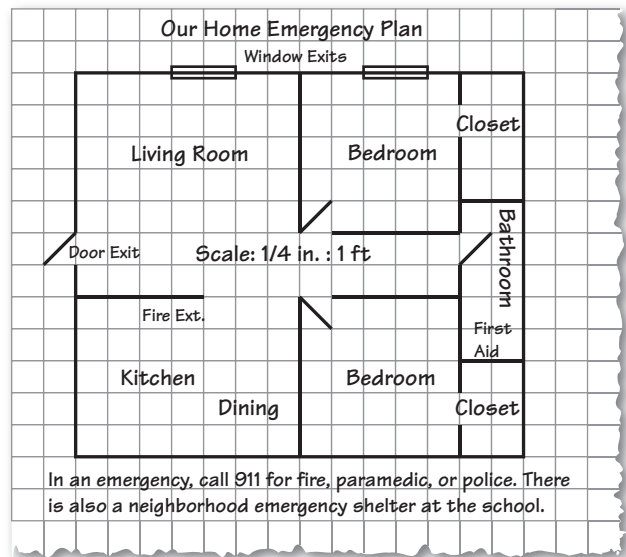 Our Home Emergency Plan
Window Exits
Closet
Living Room
Bedroom
Bathroom
Door Exit
Scale: 1/4 in. : 1 ft
Fire Ext.
First
Aid
Kitchen
Bedroom
Dining
Closet
In an emergency, call 911 for fire, paramedic, or police. There
is also a neighborhood emergency shelter at the school.